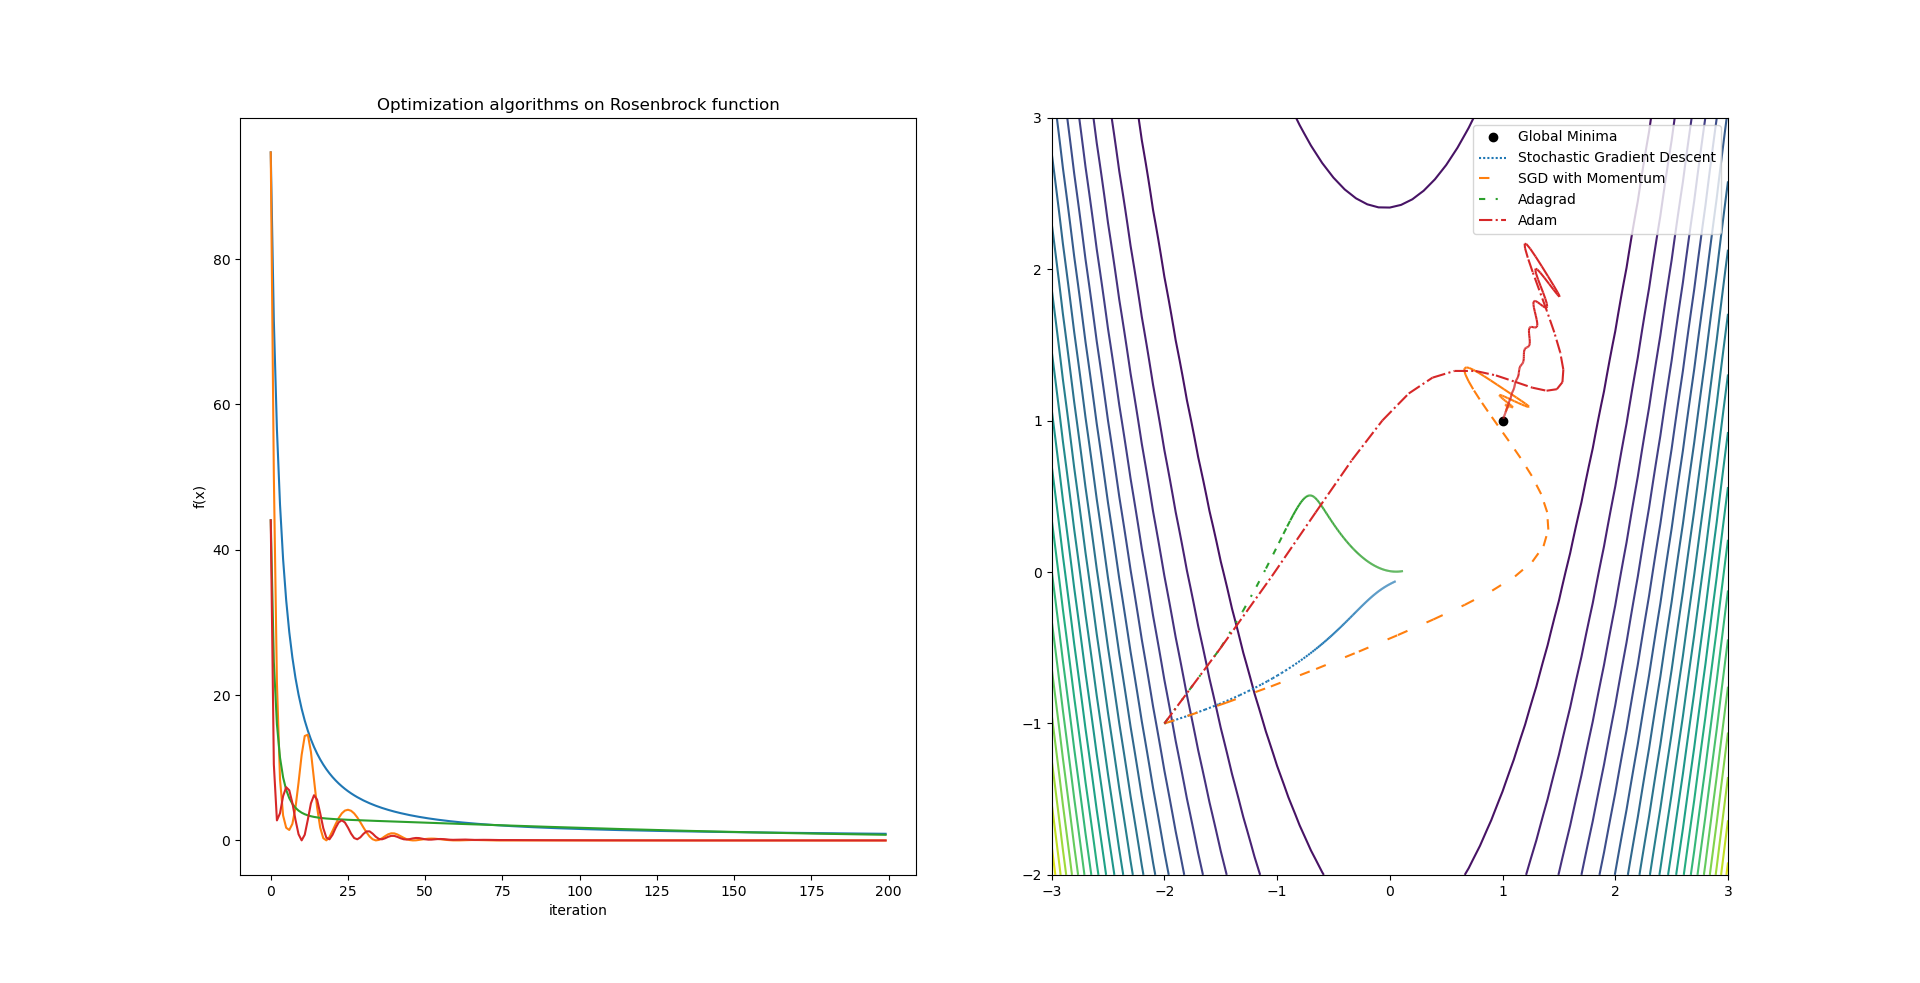 Optimization algorithms on Rosenbrock function
f(x)
80
60
40
20
0
0 25 50 75 100 125 150 175 200
iteration
3
2
1
0
−1
−2
−3 −2 −1 0 1 2 3
Global Minima
Stochastic Gradient Descent
SGD with Momentum
Adagrad
Adam